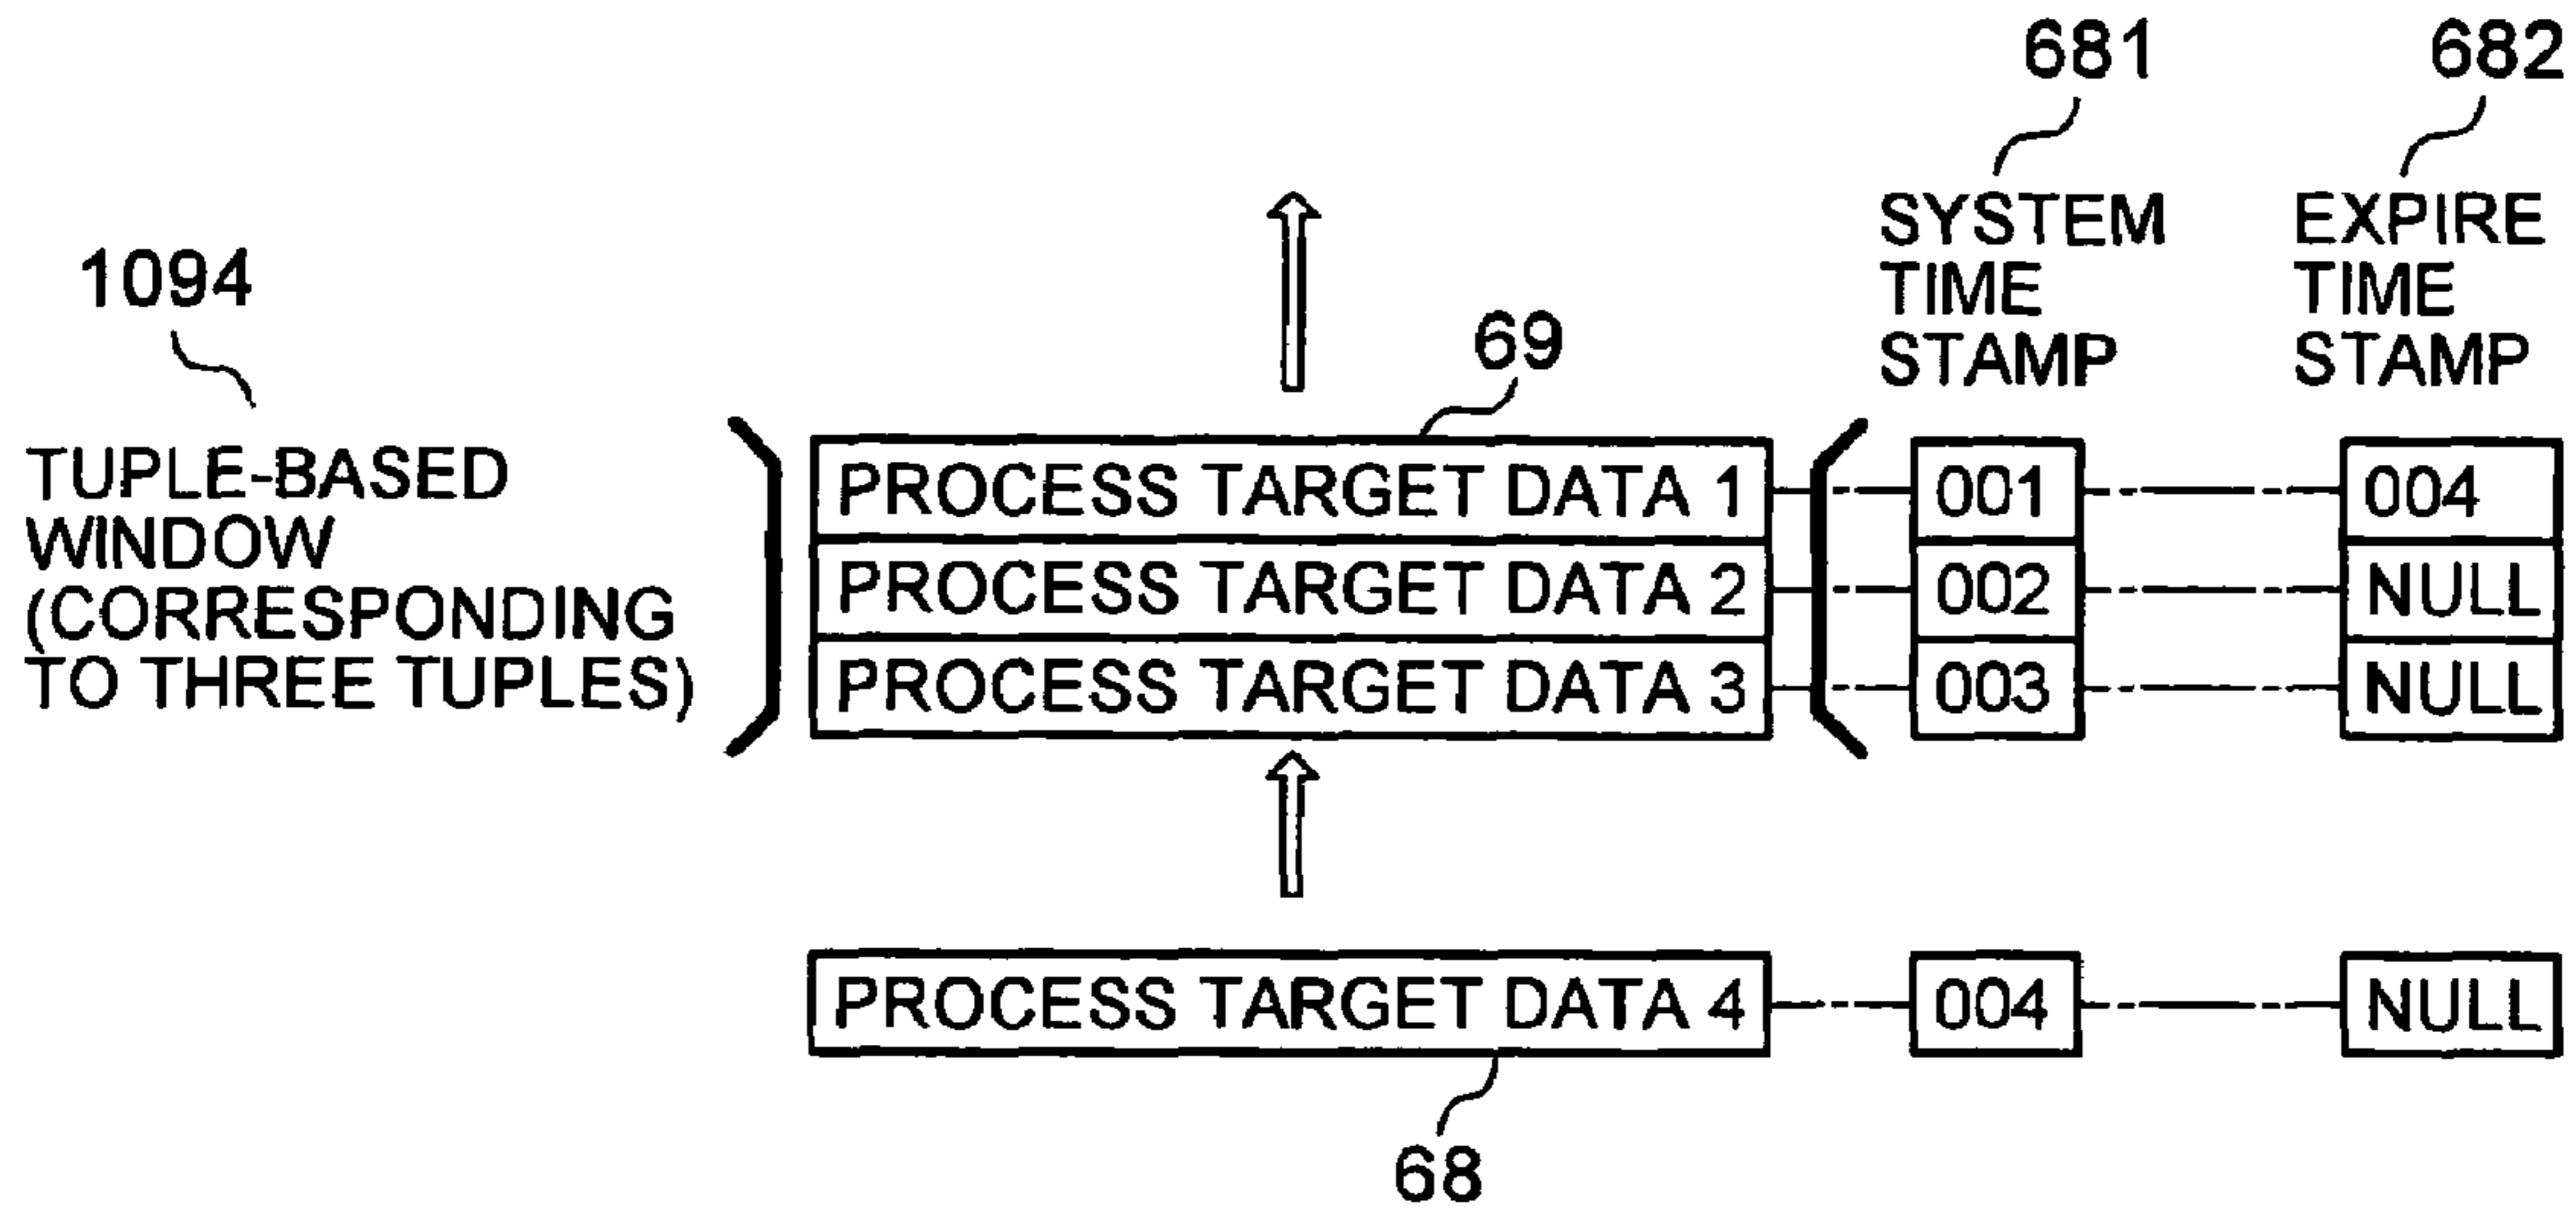 681
682
SYSTEM
TIME
STAMP
EXPIRE
TIME
STAMP
1094
69
TUPLE-BASED
WINDOW
(CORRESPONDING
TO THREE TUPLES)
PROCESS TARGET DATA 1
001
004
PROCESS TARGET DATA 2
002
NULL
PROCESS TARGET DATA 3
003
NULL
PROCESS TARGET DATA 4
004
NULL
68